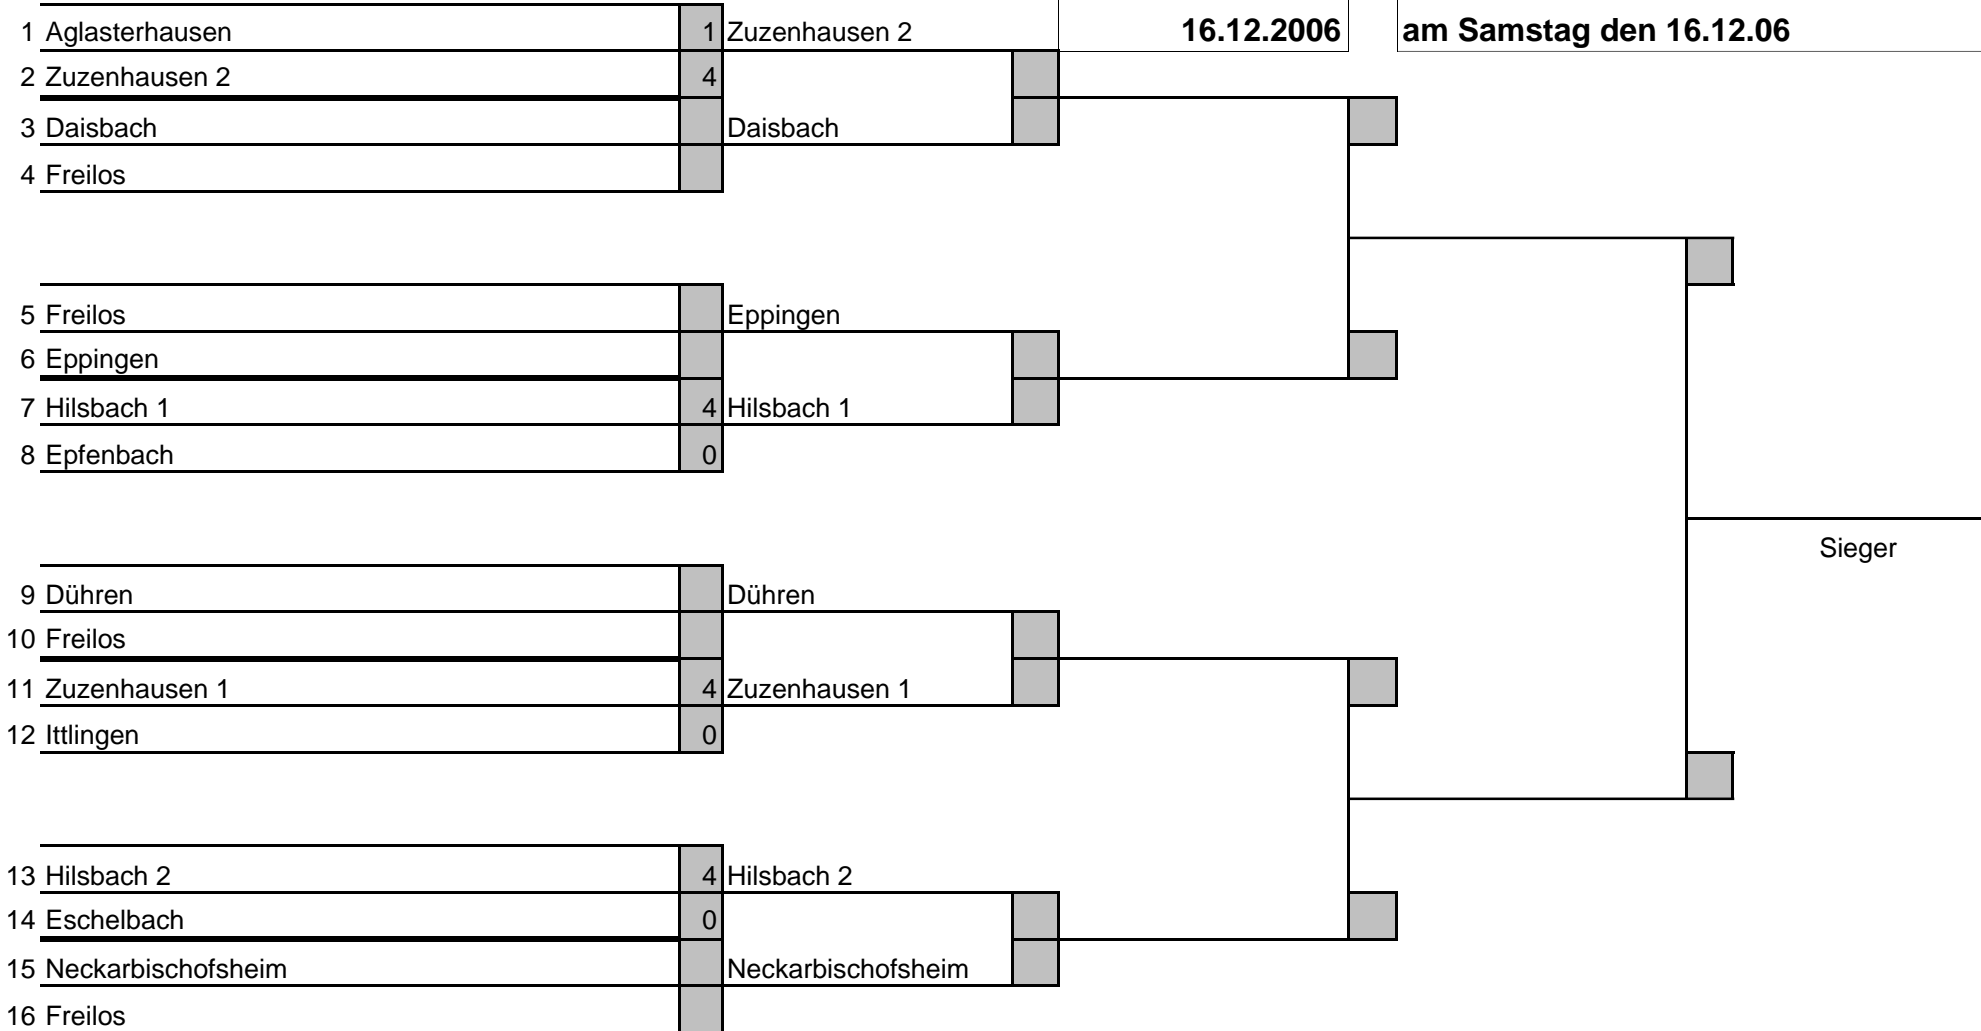 1 Aglasterhausen 1 Zuzenhausen 2 16.12.2006 am Samstag den 16.12.06
2 Zuzenhausen 2 4
3 Daisbach Daisbach
4 Freilos
5 Freilos Eppingen
6 Eppingen
7 Hilsbach 1 4 Hilsbach 1
8 Epfenbach 0
Sieger
9 Dühren Dühren
10 Freilos
11 Zuzenhausen 1 4 Zuzenhausen 1
12 Ittlingen 0
13 Hilsbach 2 4 Hilsbach 2
14 Eschelbach 0
15 Neckarbischofsheim Neckarbischofsheim
16 Freilos